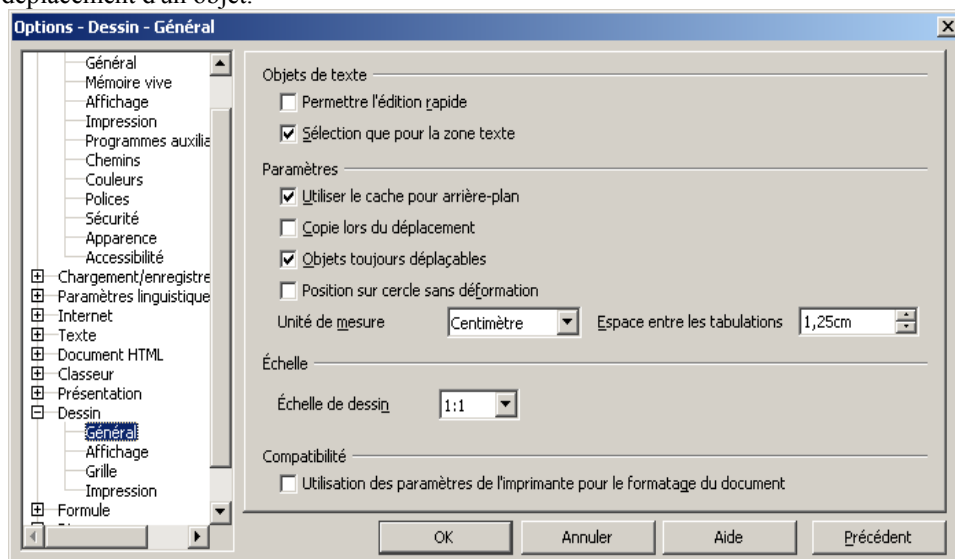 déplacement d'un objet.
Options - Dessin - Général
Général
Mémoire vive
Affichage
Impression
Programmes auxilia
Chemins
Couleurs
Polices
Sécurité
Apparence
Accessibilité
Chargement/enregistre
Paramètres linguistique
Internet
Texte
Document HTML
Classeur
Présentation
Dessin
Général
Affichage
Grille
Impression
Formule
Objets de texte
Permettre l'édition rapide
Sélection que pour la zone texte
Paramètres
Utiliser le cache pour arrière-plan
Copie lors du déplacement
Objets toujours déplaçables
Position sur cercle sans déformation
Unité de mesure Centimètre Espace entre les tabulations 1,25cm
Échelle
Échelle de dessin 1:1
Compatibilité
Utilisation des paramètres de l'imprimante pour le formatage du document
OK Annuler Aide Précédent